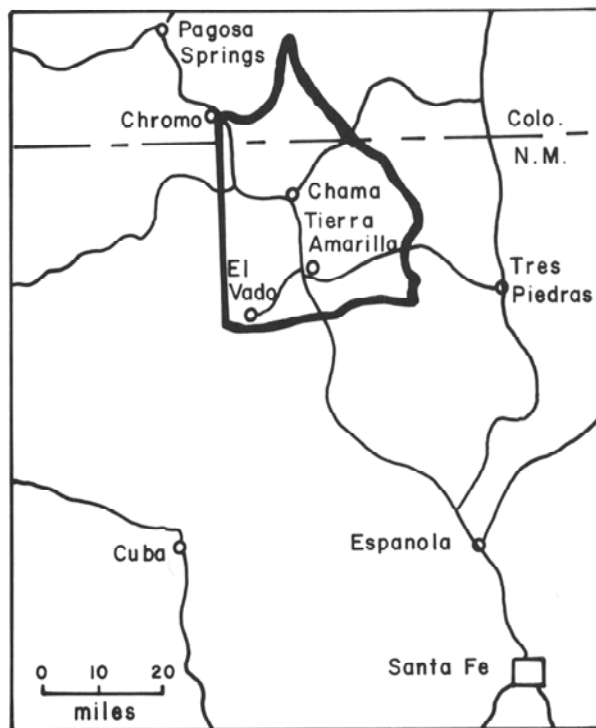 Pagosa
Springs
Chromo
Colo.
N.M.
Chama
Tierra
Amarilla
El
Vado
Tres
Piedras
Espanola
Cuba
Santa Fe
0 10 20
miles